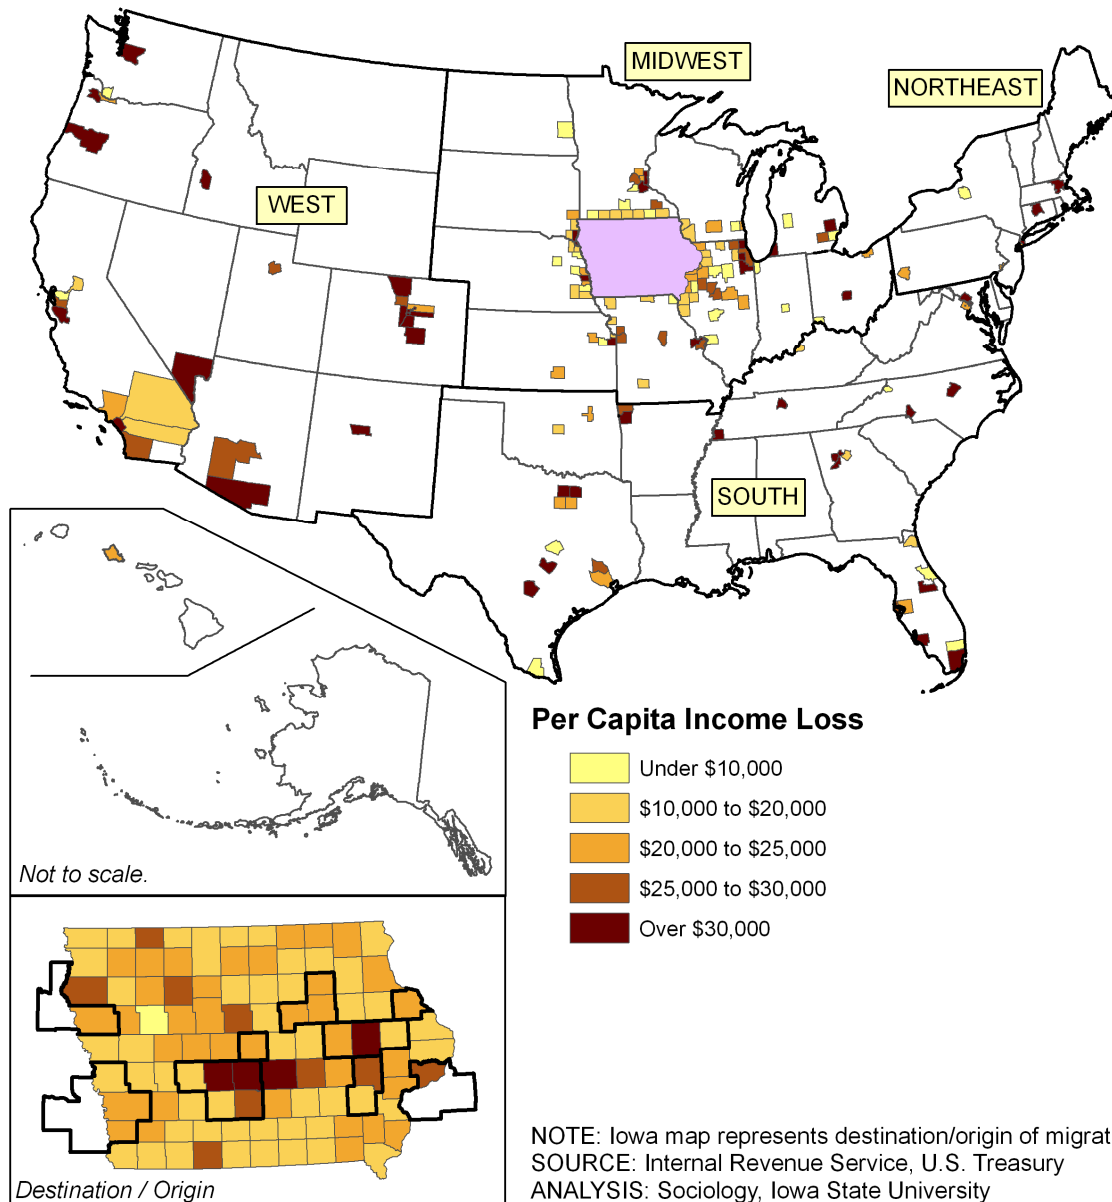 MIDWEST
NORTHEAST
WEST
SOUTH
Per Capita Income Loss
Under $10,000
$10,000 to $20,000
$20,000 to $25,000
$25,000 to $30,000
Over $30,000
Not to scale.
Destination / Origin
NOTE: Iowa map represents destination/origin of migrat
SOURCE: Internal Revenue Service, U.S. Treasury
ANALYSIS: Sociology, Iowa State University